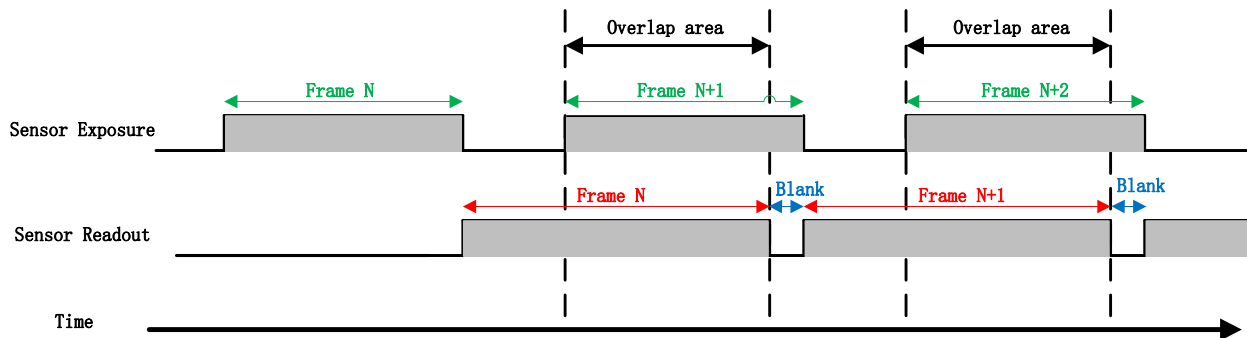 Overlap area Overlap area
Frame N Frame N+1 Frame N+2
Sensor Exposure
Frame N Blank Frame N+1 Blank
Sensor Readout
Time